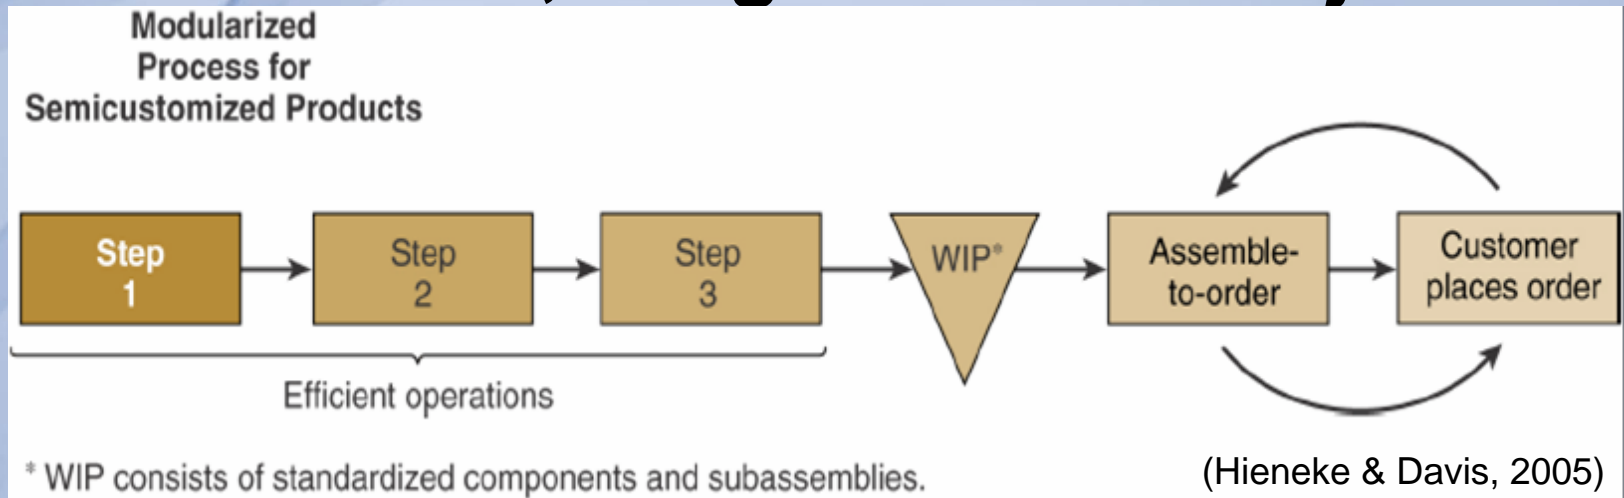 Modularized
Process for
Semicustomized Products
Step
1
Step
2
Step
3
WIP*
Assemble-
to-order
Customer
places order
Efficient operations
* WIP consists of standardized components and subassemblies.
(Hieneke & Davis, 2005)